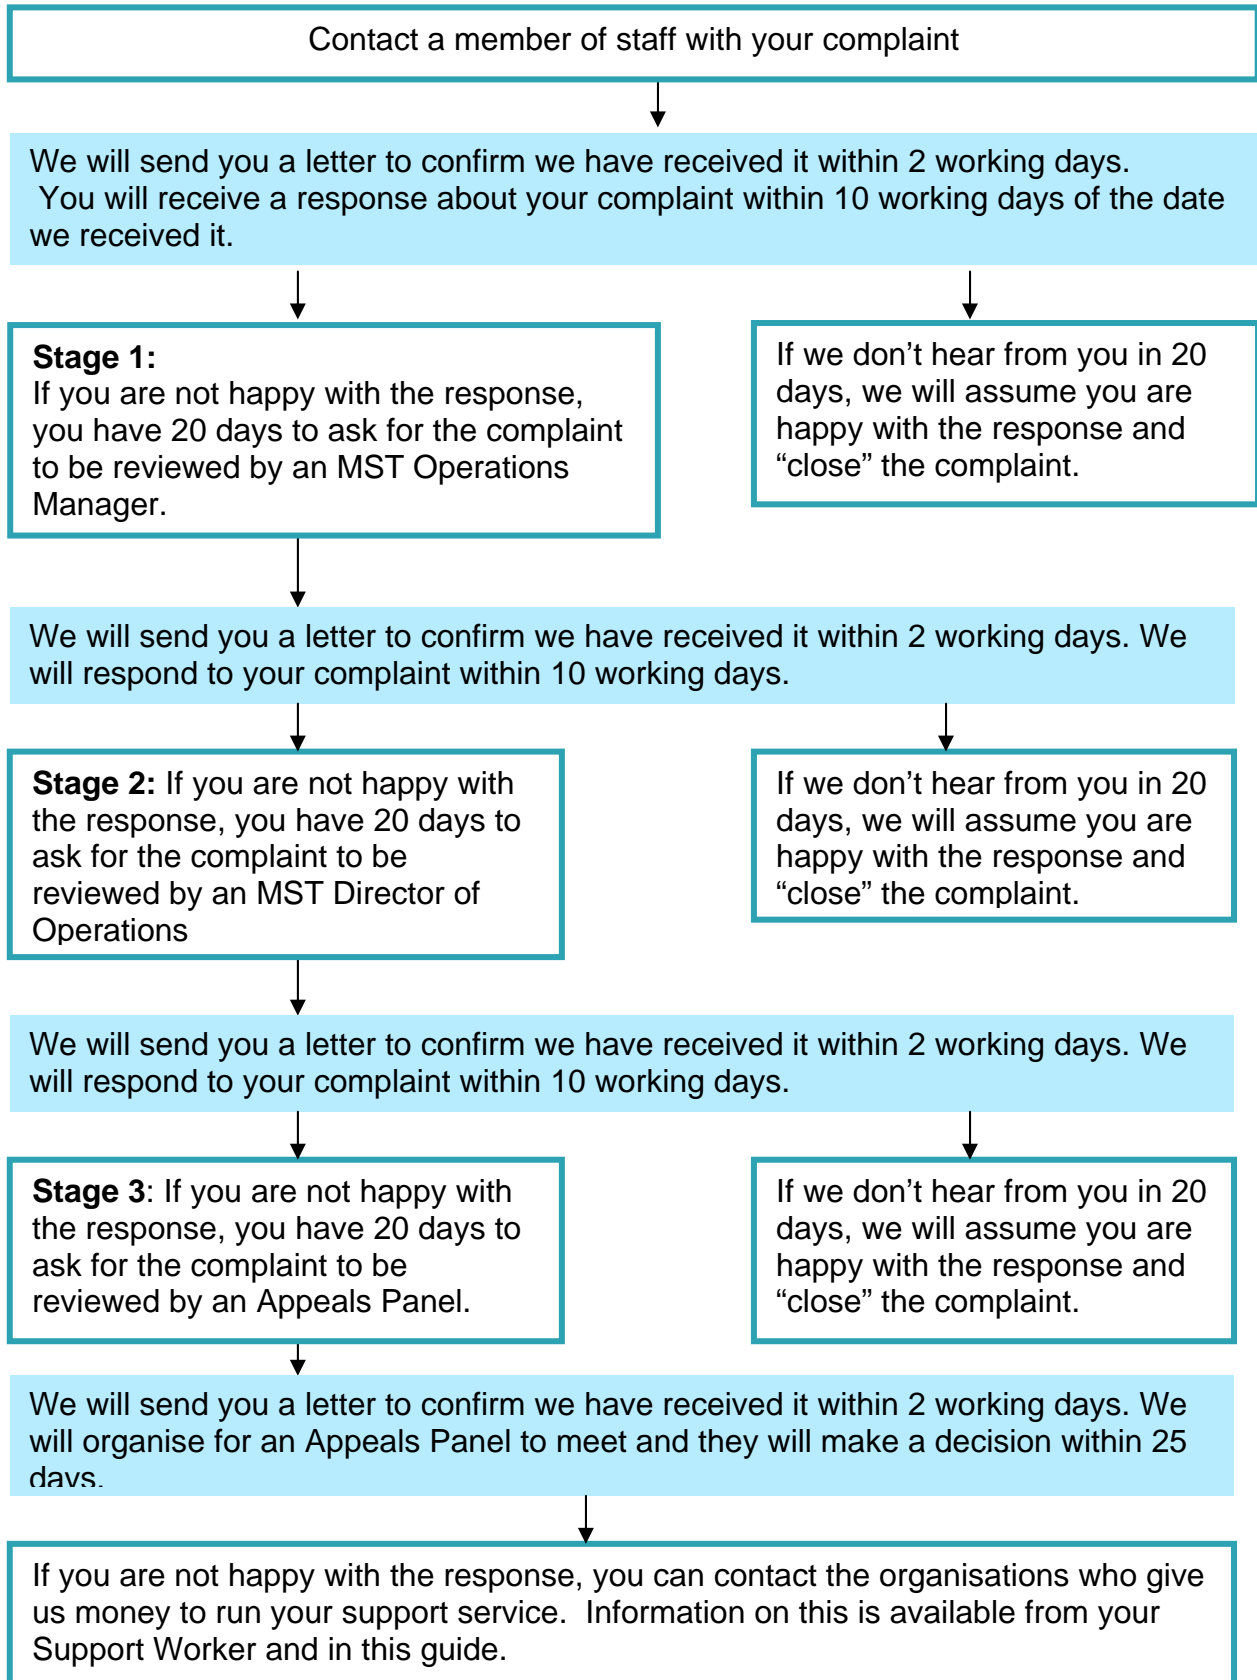 Contact a member of staff with your complaint
We will send you a letter to confirm we have received it within 2 working days.
You will receive a response about your complaint within 10 working days of the date
we received it.
Stage 1:
If you are not happy with the response,
you have 20 days to ask for the complaint
to be reviewed by an MST Operations
Manager.
If we don’t hear from you in 20
days, we will assume you are
happy with the response and
“close” the complaint.
We will send you a letter to confirm we have received it within 2 working days. We
will respond to your complaint within 10 working days.
Stage 2: If you are not happy with
the response, you have 20 days to
ask for the complaint to be
reviewed by an MST Director of
Operations
If we don’t hear from you in 20
days, we will assume you are
happy with the response and
“close” the complaint.
We will send you a letter to confirm we have received it within 2 working days. We
will respond to your complaint within 10 working days.
Stage 3: If you are not happy with
the response, you have 20 days to
ask for the complaint to be
reviewed by an Appeals Panel.
If we don’t hear from you in 20
days, we will assume you are
happy with the response and
“close” the complaint.
We will send you a letter to confirm we have received it within 2 working days. We
will organise for an Appeals Panel to meet and they will make a decision within 25
days.
If you are not happy with the response, you can contact the organisations who give
us money to run your support service.  Information on this is available from your
Support Worker and in this guide.